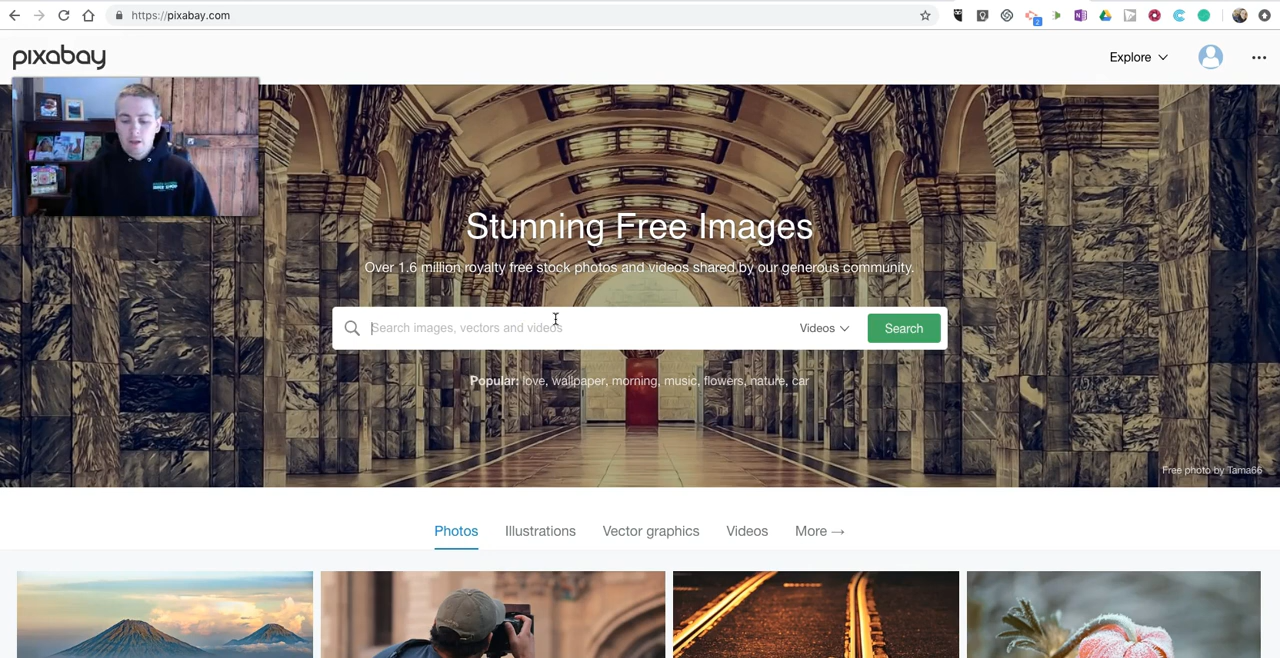 https://pixabay.com
2
pixabay
Explore
Stunning Free Images
Over 1.6 million royalty free stock photos and videos shared by our generous community.
Search images, vectors and videos
Videos
Search
Popular: love, wallpaper, morning, music, flowers, nature, car
Free photo by Tama66
Photos
Illustrations
Vector graphics
Videos
More →